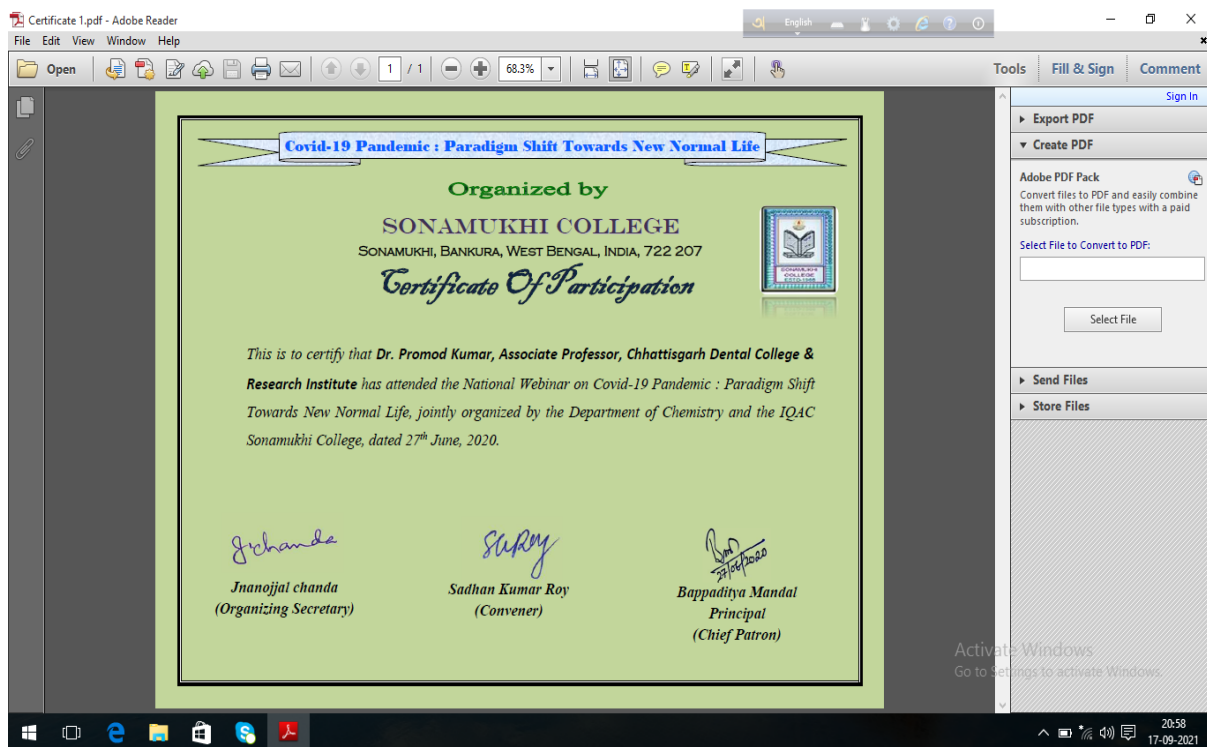 Certificate 1.pdf - Adobe Reader
English
File Edit View Window Help
Open 1 / 1 68.3% Tools Fill & Sign Comment
Sign In
Export PDF
Create PDF
Adobe PDF Pack
Convert files to PDF and easily combine
them with other file types with a paid
subscription.
Select File to Convert to PDF:
Select File
Send Files
Store Files
Covid-19 Pandemic : Paradigm Shift Towards New Normal Life
Organized by
SONAMUKHI COLLEGE
SONAMUKHI, BANKURA, WEST BENGAL, INDIA, 722 207
Certificate Of Participation
SONAMUKHI
COLLEGE
This is to certify that Dr. Promod Kumar, Associate Professor, Chhattisgarh Dental College &
Research Institute has attended the National Webinar on Covid-19 Pandemic : Paradigm Shift
Towards New Normal Life, jointly organized by the Department of Chemistry and the IQAC
Sonamukhi College, dated 27th June, 2020.
Jchanda
SKRoy
27/06/2020
Jnanojjal chanda
(Organizing Secretary)
Sadhan Kumar Roy
(Convener)
Bappaditya Mandal
Principal
(Chief Patron)
Activate Windows
Go to Settings to activate Windows.
20:58
17-09-2021